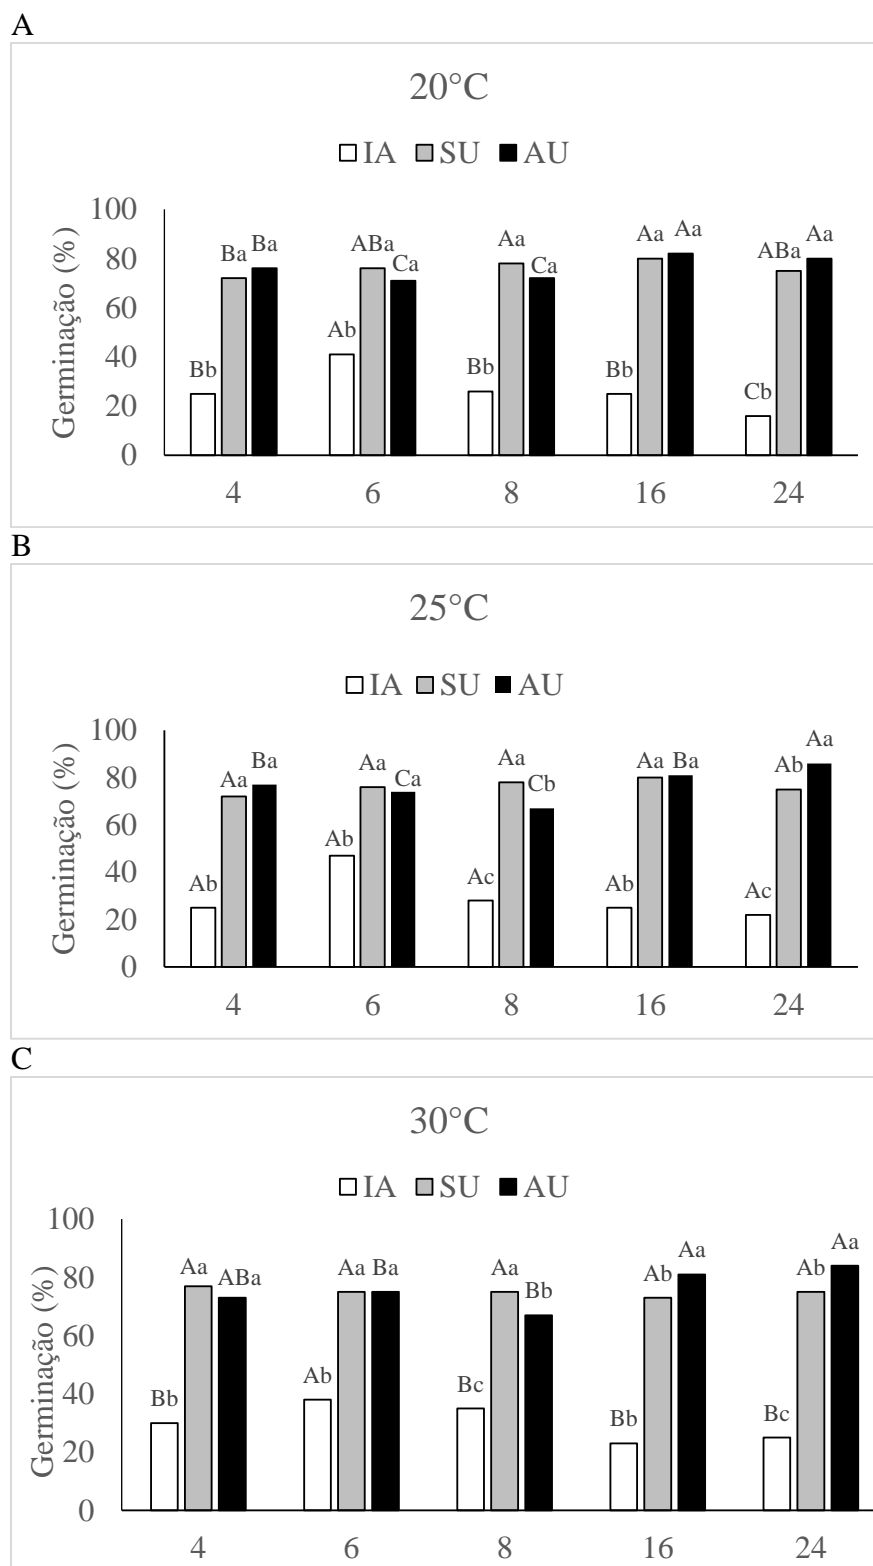 A
20°C
IA SU AU
Germinação (%)
100
80
60
40
20
0
Bb Ba Ba
Ab ABa Ca
Bb Aa Ca
Bb Aa Aa
Cb ABa Aa
4 6 8 16 24
B
25°C
IA SU AU
Germinação (%)
100
80
60
40
20
0
Ab Aa Ba
Ab Aa Ca
Ac Aa Cb
Ab Aa Ba
Ac Ab Aa
4 6 8 16 24
C
30°C
IA SU AU
Germinação (%)
100
80
60
40
20
0
Bb Aa ABa
Ab Aa Ba
Bc Aa Bb
Bb Ab Aa
Bc Ab Aa
4 6 8 16 24